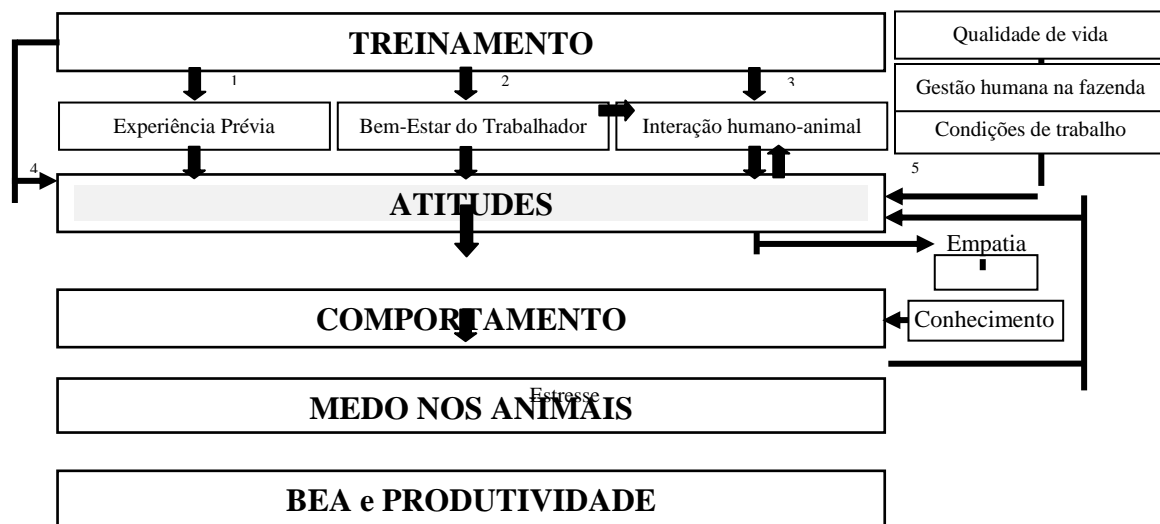 TREINAMENTO
Qualidade de vida
1
2
3
Gestão humana na fazenda
Experiência Prévia
Bem-Estar do Trabalhador
Interação humano-animal
Condições de trabalho
4
5
ATITUDES
Empatia
COMPORTAMENTO
Conhecimento
Estresse
MEDO NOS ANIMAIS
BEA e PRODUTIVIDADE